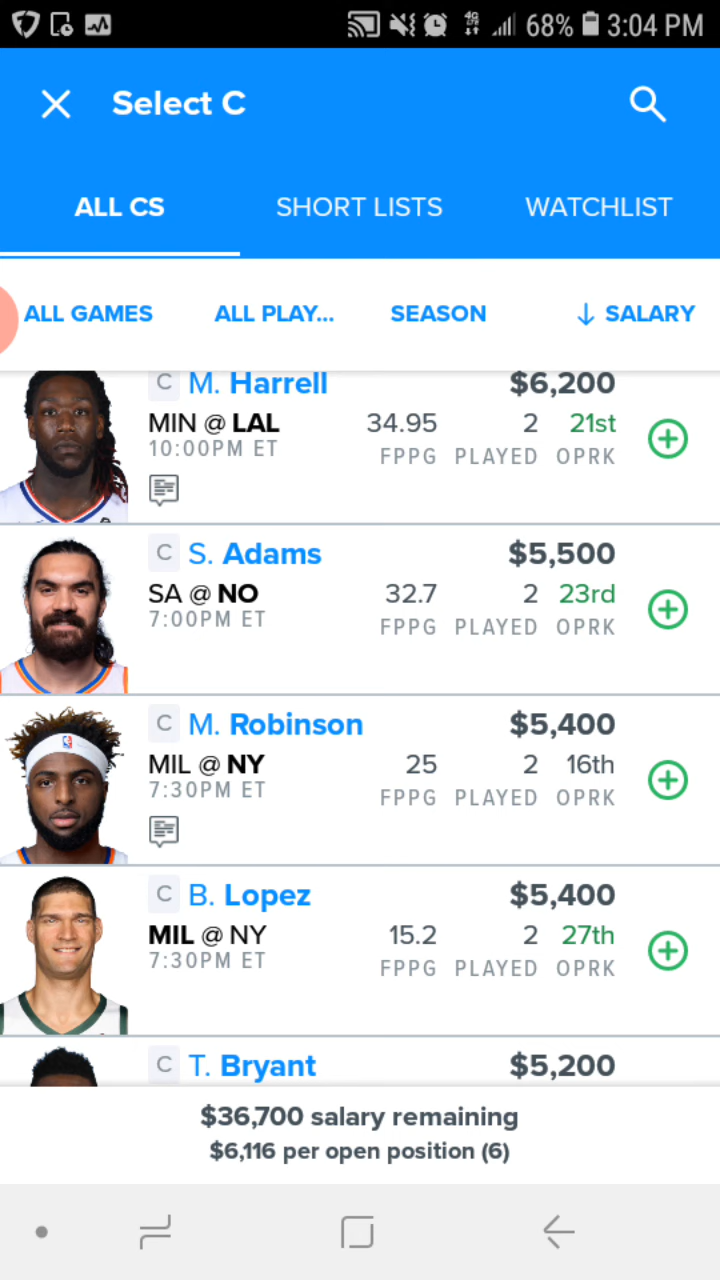 4G LTE 68% 3:04 PM
Select C
ALL CS SHORT LISTS WATCHLIST
ALL GAMES ALL PLAY... SEASON ↓ SALARY
C M. Harrell $6,200
MIN @ LAL 34.95 2 21st
10:00PM ET FPPG PLAYED OPRK
C S. Adams $5,500
SA @ NO 32.7 2 23rd
7:00PM ET FPPG PLAYED OPRK
C M. Robinson $5,400
MIL @ NY 25 2 16th
7:30PM ET FPPG PLAYED OPRK
C B. Lopez $5,400
MIL @ NY 15.2 2 27th
7:30PM ET FPPG PLAYED OPRK
C T. Bryant $5,200
$36,700 salary remaining
$6,116 per open position (6)